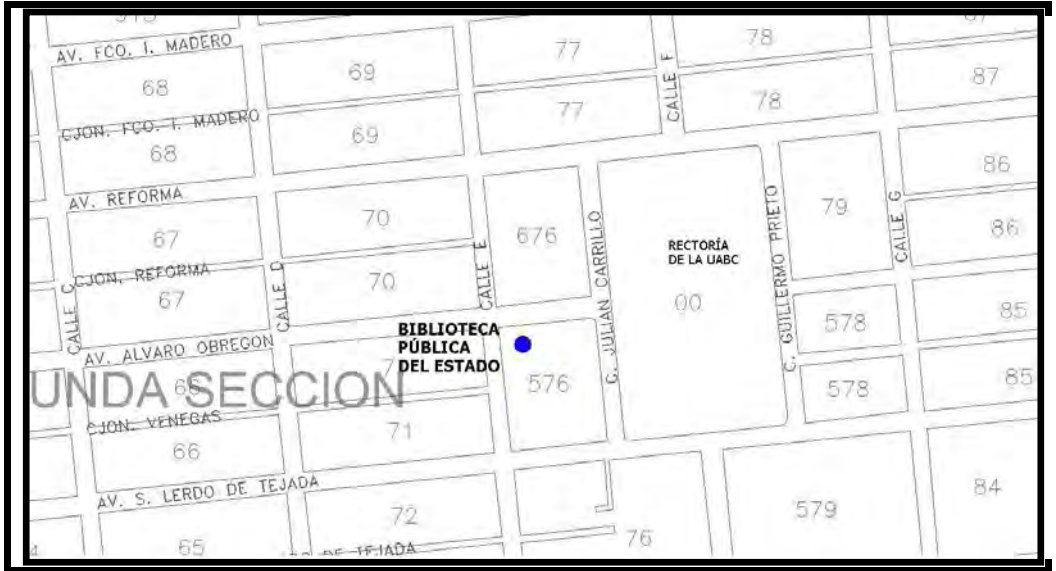 AV. FCO. I. MADERO
68
69
77
78
87
CALLE F
CJON. FCO. I. MADERO
68
69
77
78
86
AV. REFORMA
67
70
676
C. JULIAN CARRILLO
RECTORÍA
DE LA UABC
00
C. GUILLERMO PRIETO
79
CALLE G
86
CJON. REFORMA
67
70
CALLE C
CALLE D
CALLE E
578
85
AV. ALVARO OBREGON
BIBLIOTECA
PÚBLICA
DEL ESTADO
576
578
85
UNDA SECCION
CJON. VENEGAS
66
71
AV. S. LERDO DE TEJADA
65
72
76
579
84
DE TEJADA